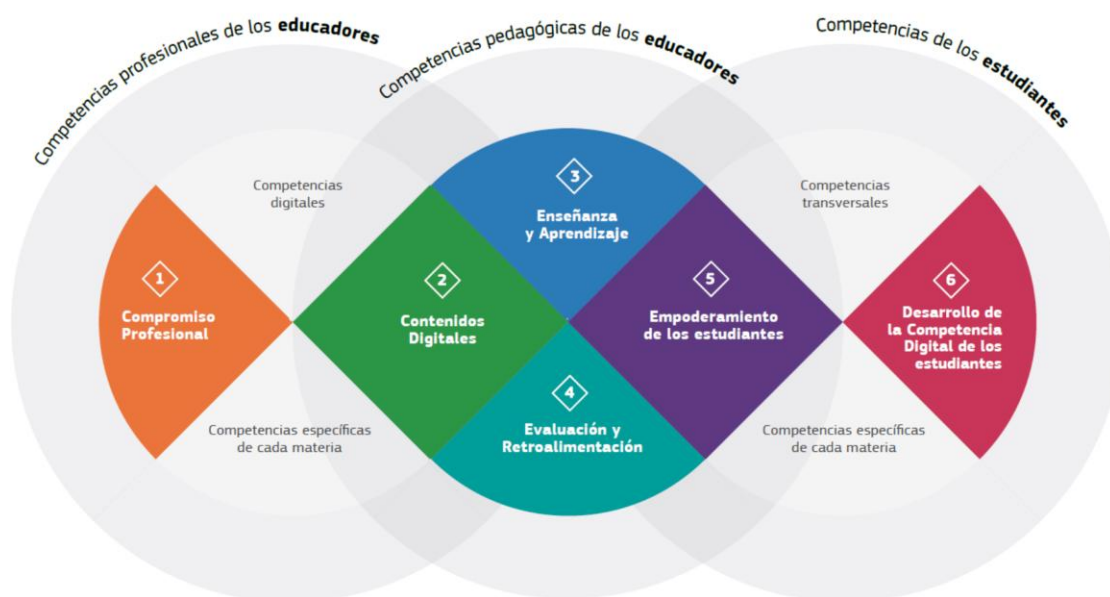 Competencias profesionales de los educadores
Competencias pedagógicas de los educadores
Competencias de los estudiantes
Competencias
digitales
3
Enseñanza
y Aprendizaje
Competencias
transversales
1
Compromiso
Profesional
2
Contenidos
Digitales
5
Empoderamiento
de los estudiantes
6
Desarrollo de
la Competencia
Digital de los
estudiantes
Competencias específicas
de cada materia
4
Evaluación y
Retroalimentación
Competencias específicas
de cada materia